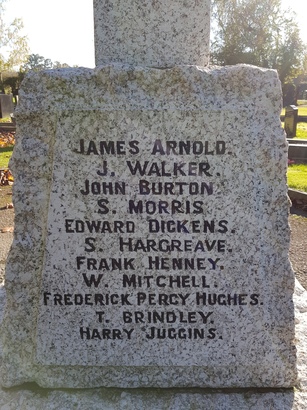 JAMES ARNOLD.
J. WALKER.
JOHN BURTON.
S. MORRIS
EDWARD DICKENS.
S. HARGREAVE.
FRANK HENNEY.
W. MITCHELL.
FREDERICK PERCY HUGHES.
T. BRINDLEY.
HARRY JUGGINS.